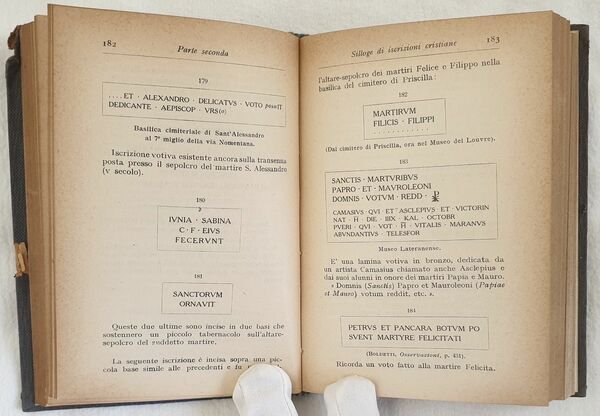 182
Parte seconda
179
....ET · ALEXANDRO · DELICATVS · VOTO posuIT
DEDICANTE · AEPISCOP · VRS(o)
Basilica cimiteriale di Sant'Alessandro
al 7º miglio della via Nomentana.
Iscrizione votiva esistente ancora sulla transenna
posta presso il sepolcro del martire S. Alessandro
(V secolo).
180
IVNIA · SABINA
C · F · EIVS
FECERVNT
181
SANCTORVM
ORNAVIT
Queste due ultime sono incise in due basi che
sostennero un piccolo tabernacolo sull'altare-
sepolcro del suddetto martire.
La seguente iscrizione è incisa sopra una pic-
cola base simile alle precedenti e fu
Silloge di iscrizioni cristiane
183
l'altare-sepolcro dei martiri Felice e Filippo nella
basilica del cimitero di Priscilla:
182
MARTIRVM
FILICIS · FILIPPI
. . . . . . . . . . . .
(Dal cimitero di Priscilla, ora nel Museo del Louvre).
183
SANCTIS · MARTVRIBVS
PAPRO · ET · MAVROLEONI
DOMNIS · VOTVM · REDD · ⳩
CAMASIVS · QVI · ET ASCLEPIVS · ET · VICTORIN
NAT · H̄ · DIE · IIIX · KAL · OCTOBR
PVERI · QVI · VOT · H̄ · VITALIS · MARANVS
ABVNDANTIVS · TELESFOR
Museo Lateranense.
E' una lamina votiva in bronzo, dedicata da
un artista Camasius chiamato anche Asclepius e
dai suoi alunni in onore dei martiri Papia e Mauro.
« Domnis (Sanctis) Papro et Mauroleoni (Papiae
et Mauro) votum reddit, etc. ».
184
PETRVS ET PANCARA BOTVM PO
SVENT MARTYRE FELICITATI
(BOLDETTI, Osservazioni, p. 431).
Ricorda un voto fatto alla martire Felicita.